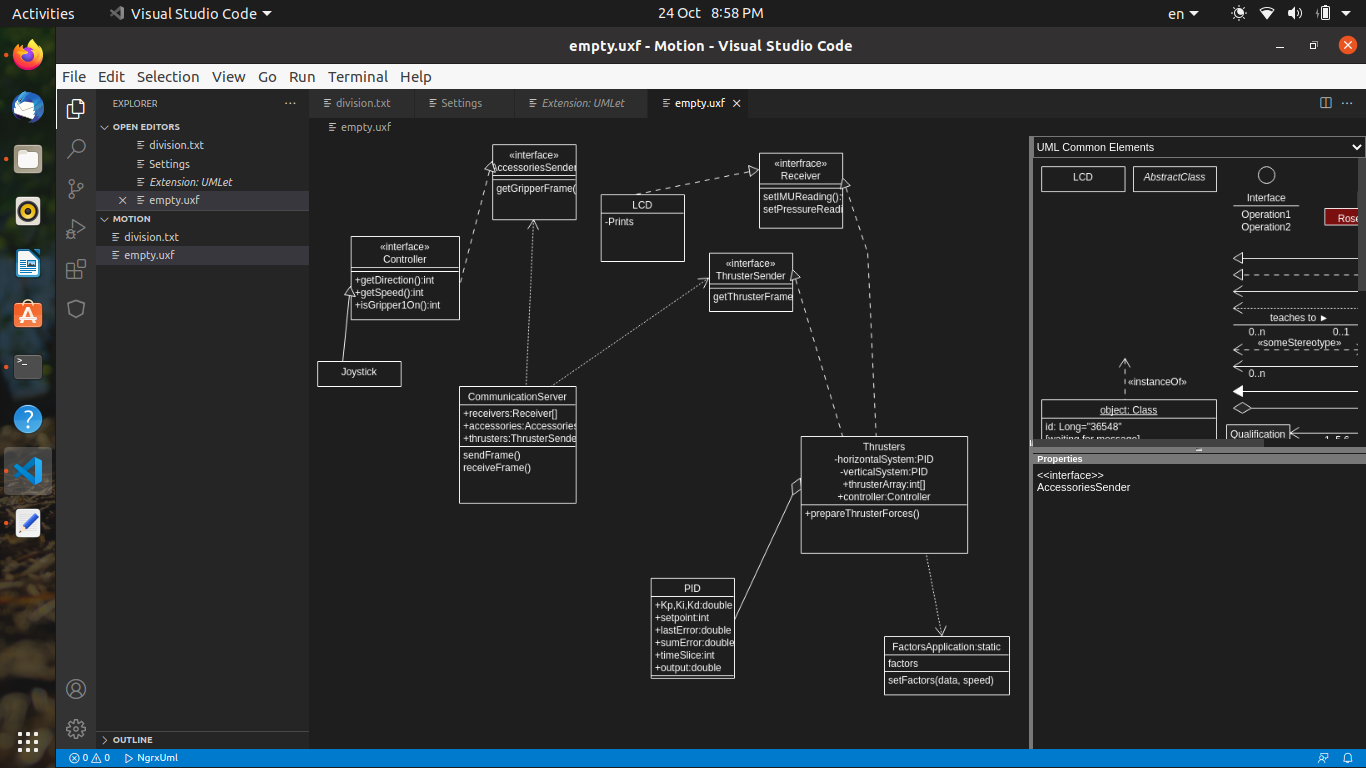 Activities
Visual Studio Code
24 Oct 8:58 PM
en
empty.uxf - Motion - Visual Studio Code
File Edit Selection View Go Run Terminal Help
EXPLORER
OPEN EDITORS
division.txt
Settings
Extension: UMLet
empty.uxf
MOTION
division.txt
empty.uxf
OUTLINE
division.txt
Settings
Extension: UMLet
empty.uxf
empty.uxf
«interface»
AccessoriesSender
getGripperFrame(
«interfrace»
Receiver
setIMUReading():
setPressureReadi
LCD
-Prints
«interface»
Controller
+getDirection():int
+getSpeed():int
+isGripper1On():int
«interface»
ThrusterSender
getThrusterFrame
Joystick
CommunicationServer
+receivers:Receiver[]
+accessories:Accessories
+thrusters:ThrusterSende
sendFrame()
receiveFrame()
Thrusters
-horizontalSystem:PID
-verticalSystem:PID
+thrusterArray:int[]
+controller:Controller
+prepareThrusterForces()
PID
+Kp,Ki,Kd:double
+setpoint:int
+lastError:double
+sumError:double
+timeSlice:int
+output:double
FactorsApplication:static
factors
setFactors(data, speed)
UML Common Elements
LCD
AbstractClass
Interface
Operation1
Operation2
Rose
teaches to ►
0..n 0..1
«someStereotype»
0..n
«instanceOf»
object: Class
id: Long="36548"
[waiting for message]
Qualification
1..5,6
Properties
<<interface>>
AccessoriesSender
0 0 NgrxUml